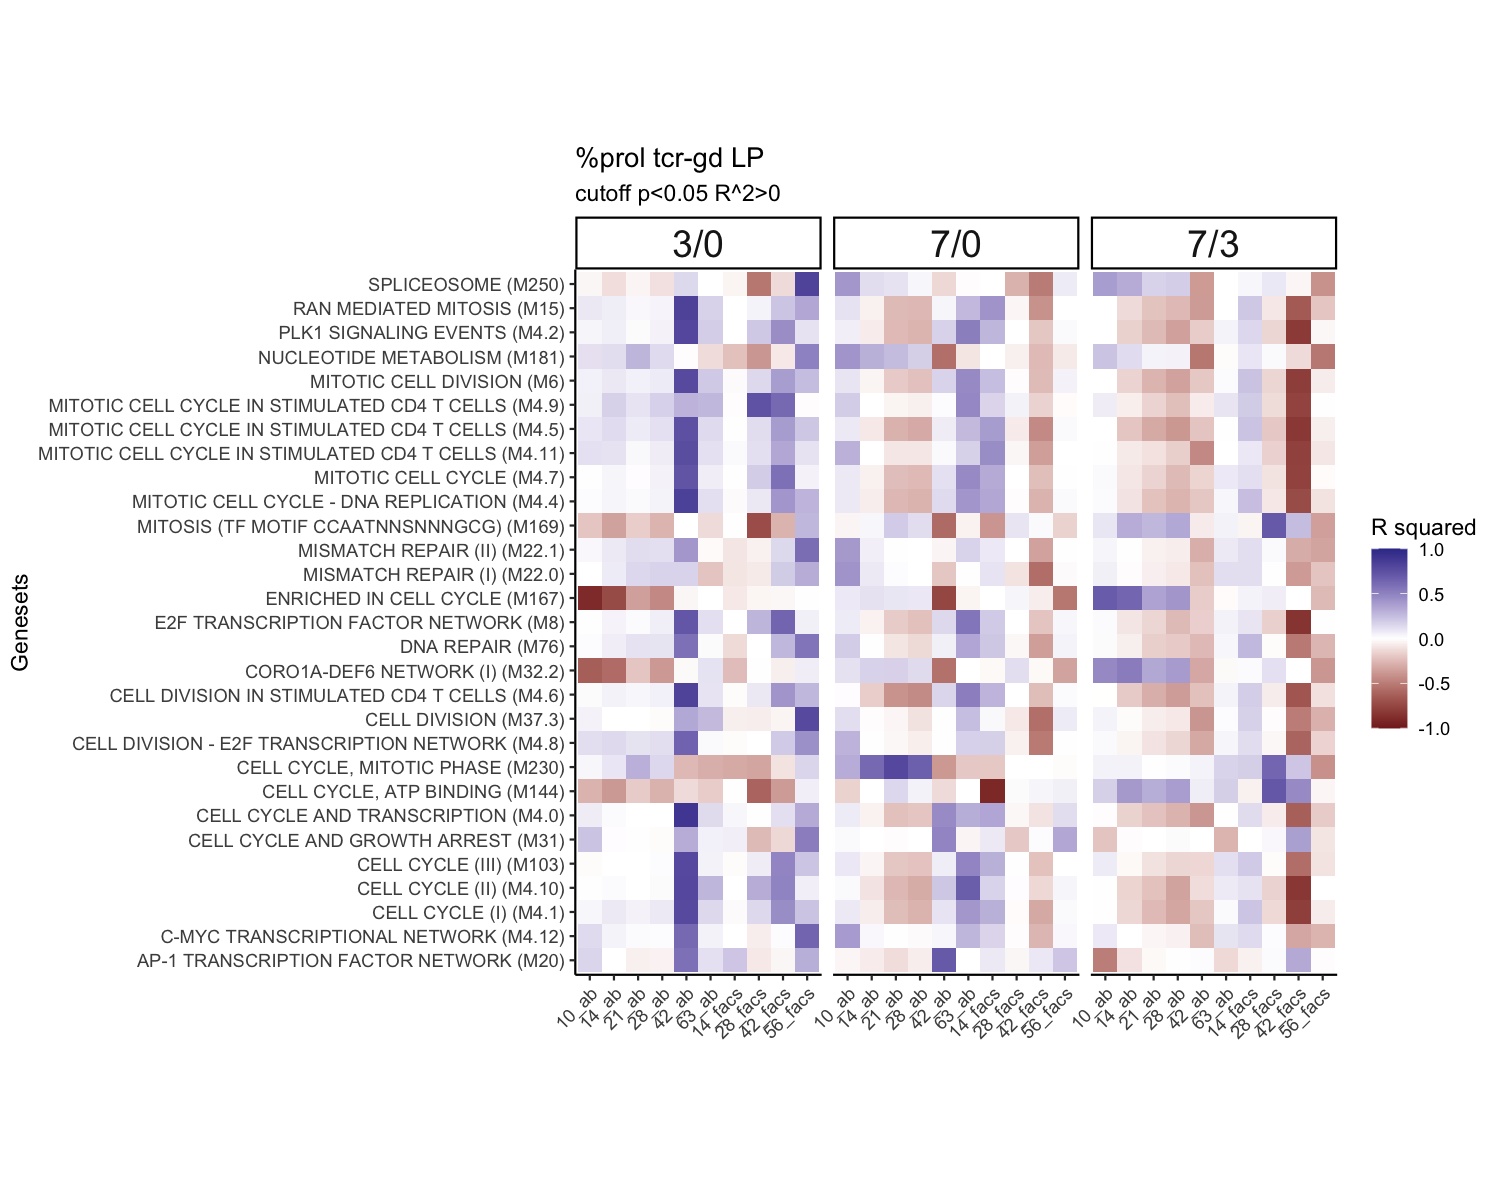 %prol tcr-gd LP
cutoff p<0.05 R^2>0
3/0
7/0
7/3
SPLICEOSOME (M250)
RAN MEDIATED MITOSIS (M15)
PLK1 SIGNALING EVENTS (M4.2)
NUCLEOTIDE METABOLISM (M181)
MITOTIC CELL DIVISION (M6)
MITOTIC CELL CYCLE IN STIMULATED CD4 T CELLS (M4.9)
MITOTIC CELL CYCLE IN STIMULATED CD4 T CELLS (M4.5)
MITOTIC CELL CYCLE IN STIMULATED CD4 T CELLS (M4.11)
MITOTIC CELL CYCLE (M4.7)
MITOTIC CELL CYCLE - DNA REPLICATION (M4.4)
MITOSIS (TF MOTIF CCAATNNSNNNGCG) (M169)
MISMATCH REPAIR (II) (M22.1)
MISMATCH REPAIR (I) (M22.0)
ENRICHED IN CELL CYCLE (M167)
E2F TRANSCRIPTION FACTOR NETWORK (M8)
DNA REPAIR (M76)
CORO1A-DEF6 NETWORK (I) (M32.2)
CELL DIVISION IN STIMULATED CD4 T CELLS (M4.6)
CELL DIVISION (M37.3)
CELL DIVISION - E2F TRANSCRIPTION NETWORK (M4.8)
CELL CYCLE, MITOTIC PHASE (M230)
CELL CYCLE, ATP BINDING (M144)
CELL CYCLE AND TRANSCRIPTION (M4.0)
CELL CYCLE AND GROWTH ARREST (M31)
CELL CYCLE (III) (M103)
CELL CYCLE (II) (M4.10)
CELL CYCLE (I) (M4.1)
C-MYC TRANSCRIPTIONAL NETWORK (M4.12)
AP-1 TRANSCRIPTION FACTOR NETWORK (M20)
Genesets
10_ab
14_ab
21_ab
28_ab
42_ab
63_ab
14_facs
28_facs
42_facs
56_facs
10_ab
14_ab
21_ab
28_ab
42_ab
63_ab
14_facs
28_facs
42_facs
56_facs
10_ab
14_ab
21_ab
28_ab
42_ab
63_ab
14_facs
28_facs
42_facs
56_facs
R squared
1.0
0.5
0.0
-0.5
-1.0